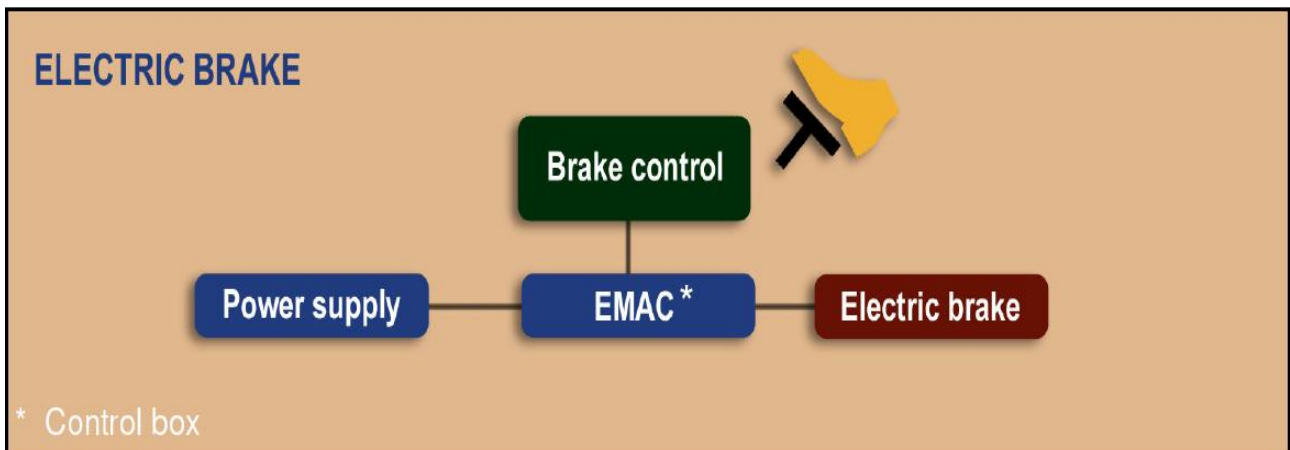 ELECTRIC BRAKE
Brake control
Power supply
EMAC*
Electric brake
* Control box